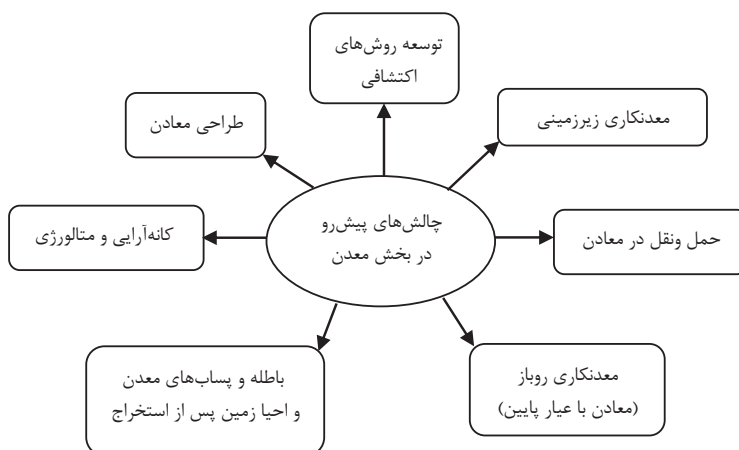 توسعه روش‌های
اکتشافی
معدنکاری زیرزمینی
طراحی معادن
چالش‌های پیش‌رو
در بخش معدن
حمل ونقل در معادن
کانه‌آرایی و متالورژی
معدنکاری روباز
(معادن با عیار پایین)
باطله و پساب‌های معدن
و احیا زمین پس از استخراج